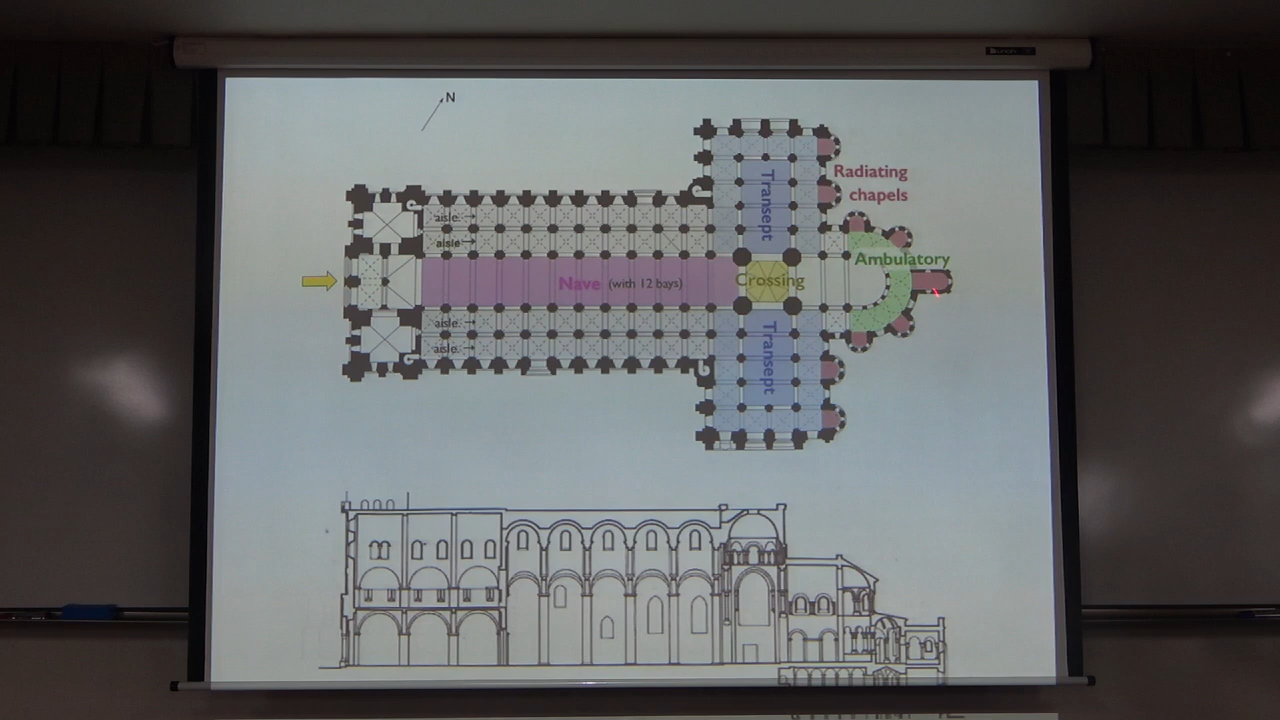 N
Radiating
chapels
Transept
aisle →
aisle →
Ambulatory
Nave (with 12 bays)
Crossing
aisle →
aisle →
Transept